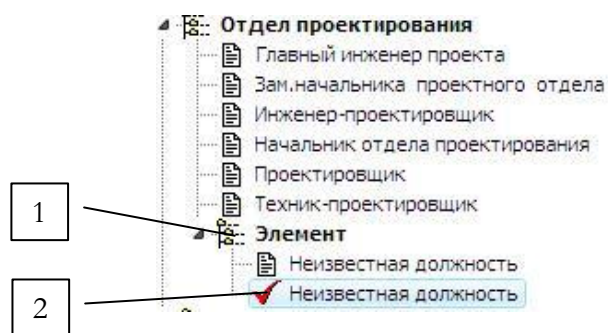 Отдел проектирования
Главный инженер проекта
Зам.начальника проектного отдела
Инженер-проектировщик
Начальник отдела проектирования
Проектировщик
Техник-проектировщик
1
Элемент
Неизвестная должность
2
Неизвестная должность